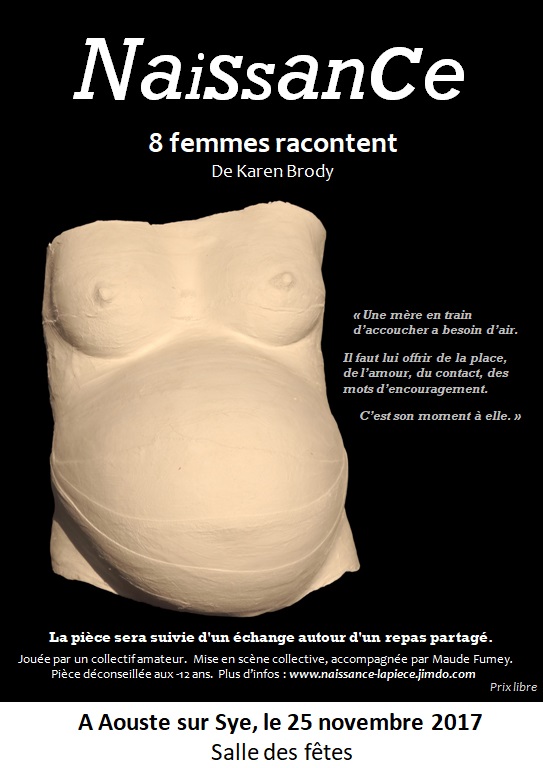 Naissance
8 femmes racontent
De Karen Brody
« Une mère en train
d'accoucher a besoin d'air.
Il faut lui offrir de la place,
de l'amour, du contact, des
mots d'encouragement.
C'est son moment à elle. »
La pièce sera suivie d'un échange autour d'un repas partagé.
Jouée par un collectif amateur. Mise en scène collective, accompagnée par Maude Fumey.
Pièce déconseillée aux -12 ans. Plus d'infos : www.naissance-lapiece.jimdo.com
Prix libre
A Aouste sur Sye, le 25 novembre 2017
Salle des fêtes